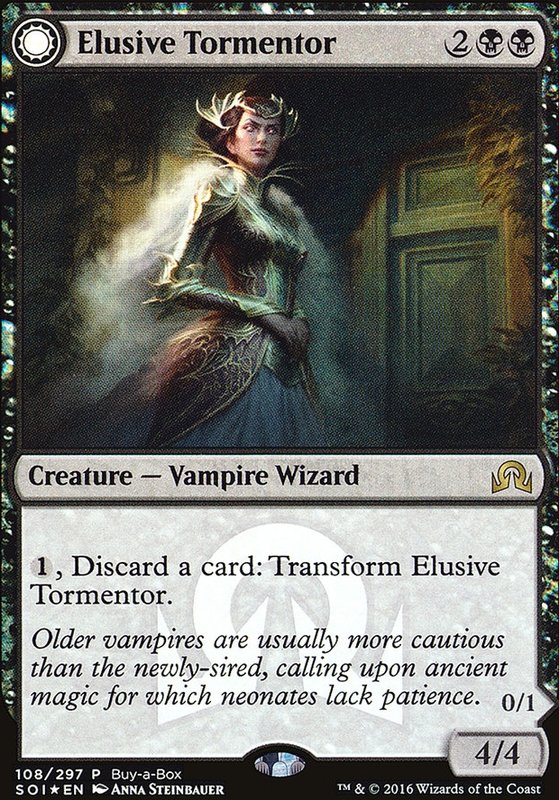 Elusive Tormentor 2
Creature — Vampire Wizard
1, Discard a card: Transform Elusive
Tormentor.
Older vampires are usually more cautious
than the newly-sired, calling upon ancient
magic for which neonates lack patience.
0/1
4/4
108/297 P Buy-a-Box
SOI★EN Anna Steinbauer
™ & © 2016 Wizards of the Coast